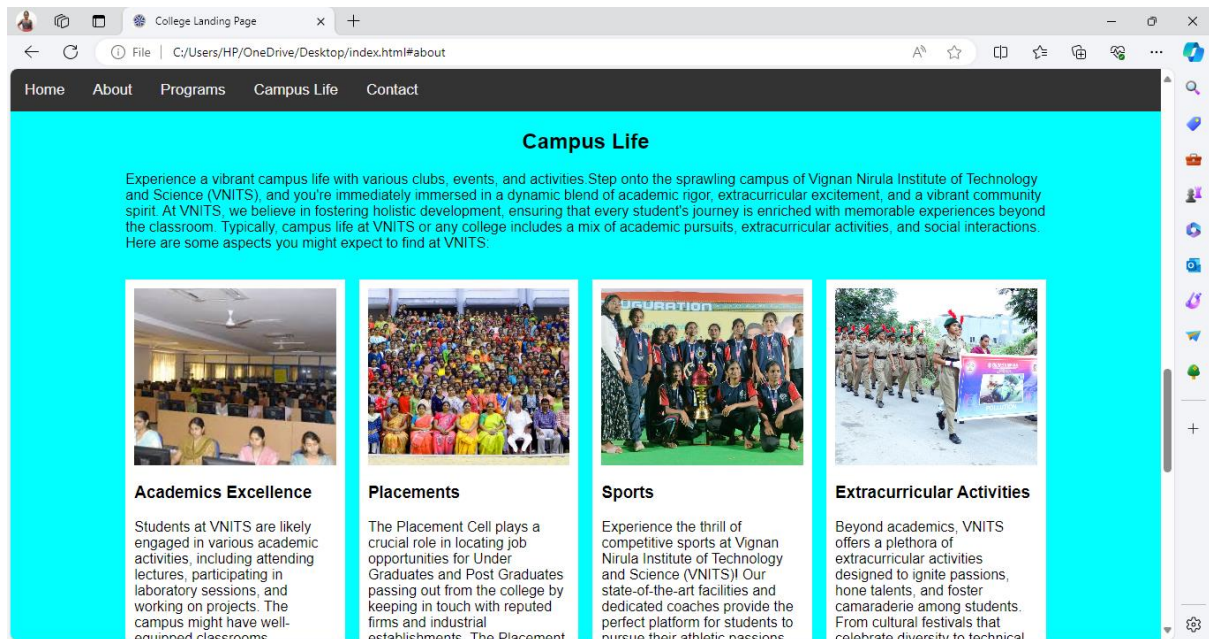 College Landing Page
File | C:/Users/HP/OneDrive/Desktop/index.html#about
Home About Programs Campus Life Contact
Campus Life
Experience a vibrant campus life with various clubs, events, and activities.Step onto the sprawling campus of Vignan Nirula Institute of Technology
and Science (VNITS), and you're immediately immersed in a dynamic blend of academic rigor, extracurricular excitement, and a vibrant community
spirit. At VNITS, we believe in fostering holistic development, ensuring that every student's journey is enriched with memorable experiences beyond
the classroom. Typically, campus life at VNITS or any college includes a mix of academic pursuits, extracurricular activities, and social interactions.
Here are some aspects you might expect to find at VNITS:
Academics Excellence
Students at VNITS are likely
engaged in various academic
activities, including attending
lectures, participating in
laboratory sessions, and
working on projects. The
campus might have well-
equipped classrooms
Placements
The Placement Cell plays a
crucial role in locating job
opportunities for Under
Graduates and Post Graduates
passing out from the college by
keeping in touch with reputed
firms and industrial
establishments. The Placement
UGURATION
Sports
Experience the thrill of
competitive sports at Vignan
Nirula Institute of Technology
and Science (VNITS)! Our
state-of-the-art facilities and
dedicated coaches provide the
perfect platform for students to
pursue their athletic passions
Extracurricular Activities
Beyond academics, VNITS
offers a plethora of
extracurricular activities
designed to ignite passions,
hone talents, and foster
camaraderie among students.
From cultural festivals that
celebrate diversity to technical